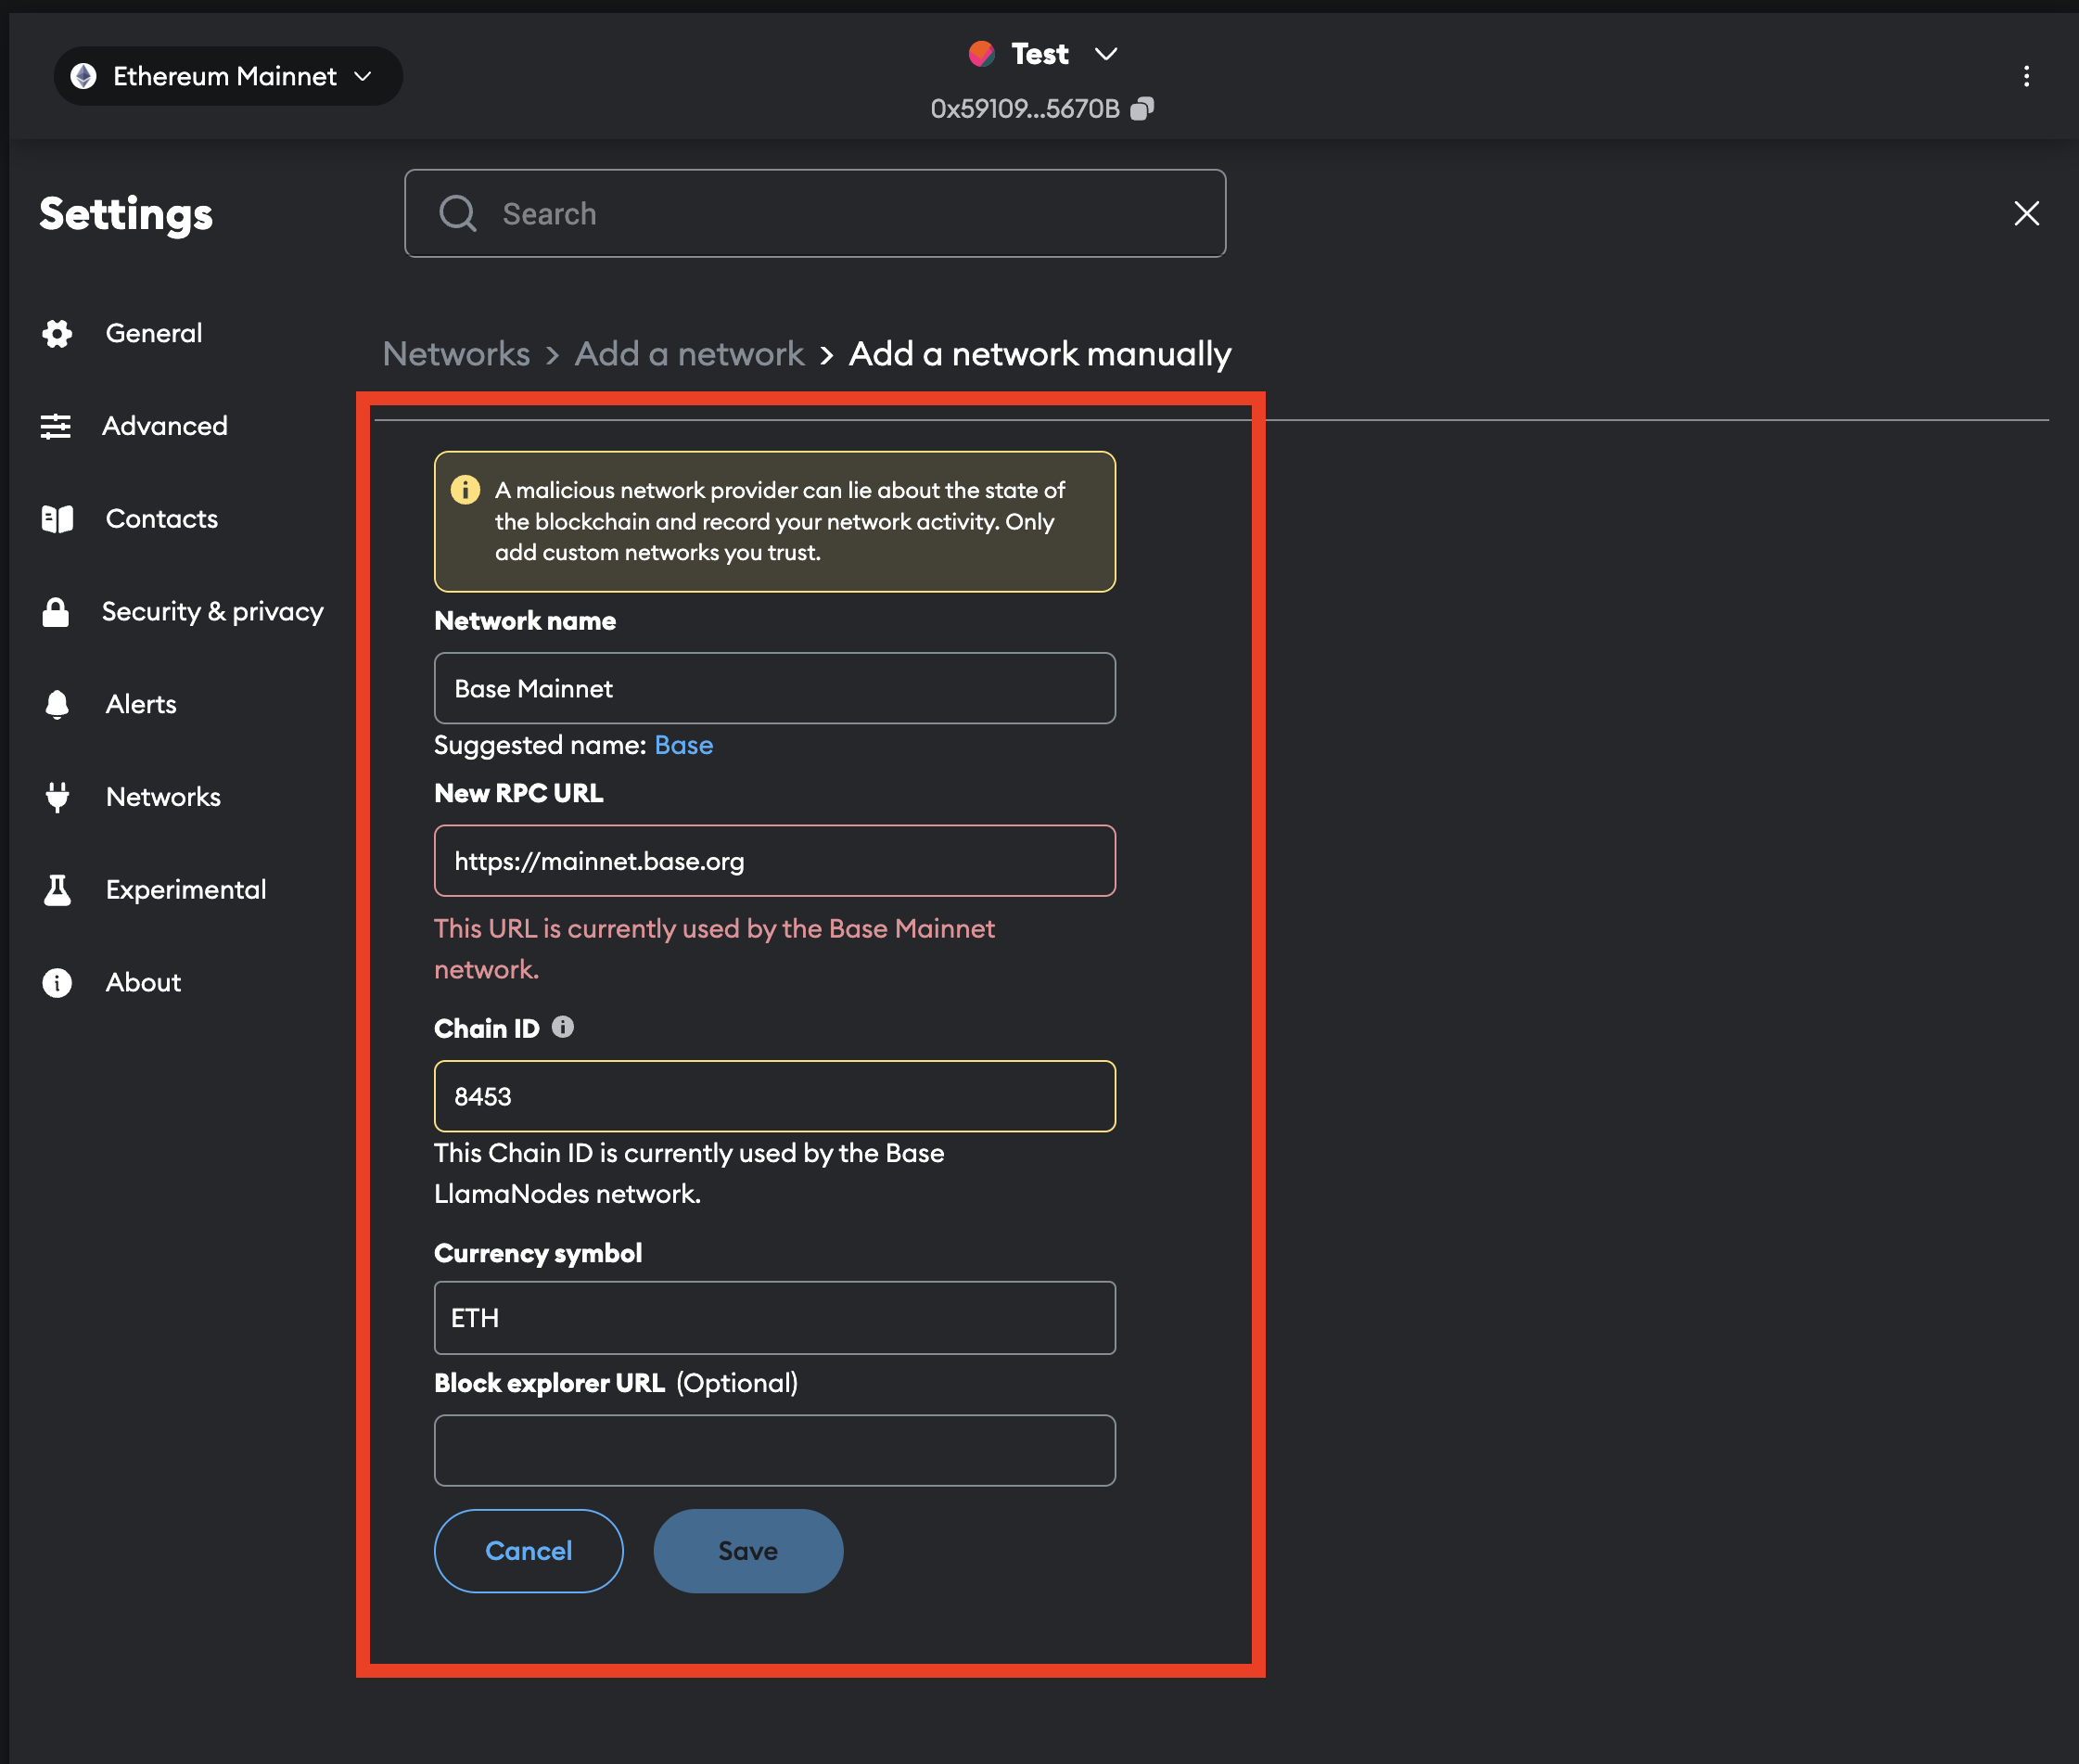 Ethereum Mainnet
Test
0x59109...5670B
Settings
Search
General
Advanced
Contacts
Security & privacy
Alerts
Networks
Experimental
About
Networks > Add a network > Add a network manually
A malicious network provider can lie about the state of
the blockchain and record your network activity. Only
add custom networks you trust.
Network name
Base Mainnet
Suggested name: Base
New RPC URL
https://mainnet.base.org
This URL is currently used by the Base Mainnet
network.
Chain ID
8453
This Chain ID is currently used by the Base
LlamaNodes network.
Currency symbol
ETH
Block explorer URL (Optional)
Cancel
Save